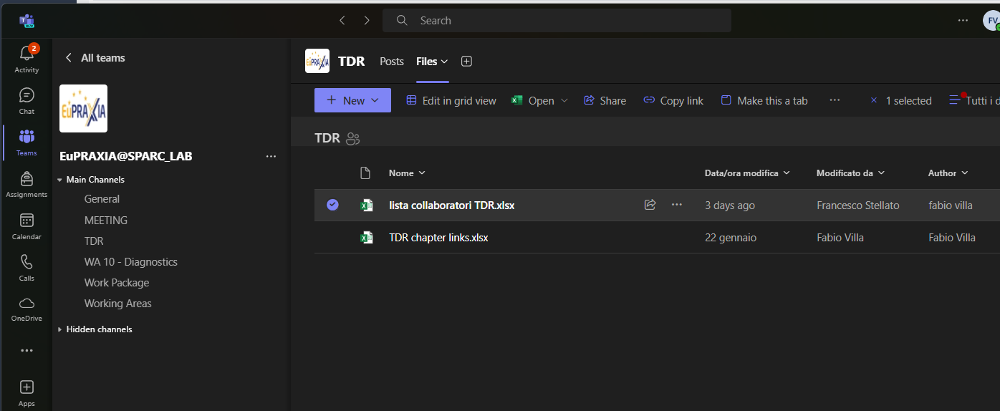 Search
FV
2
Activity
Chat
Teams
Assignments
Calendar
Calls
OneDrive
Apps
All teams
EuPRAXIA
EuPRAXIA@SPARC_LAB
Main Channels
General
MEETING
TDR
WA 10 - Diagnostics
Work Package
Working Areas
Hidden channels
EuPRAXIA TDR Posts Files
New Edit in grid view Open Share Copy link Make this a tab 1 selected Tutti i d
TDR
Nome Data/ora modifica Modificato da Author
lista collaboratori TDR.xlsx 3 days ago Francesco Stellato fabio villa
TDR chapter links.xlsx 22 gennaio Fabio Villa Fabio Villa